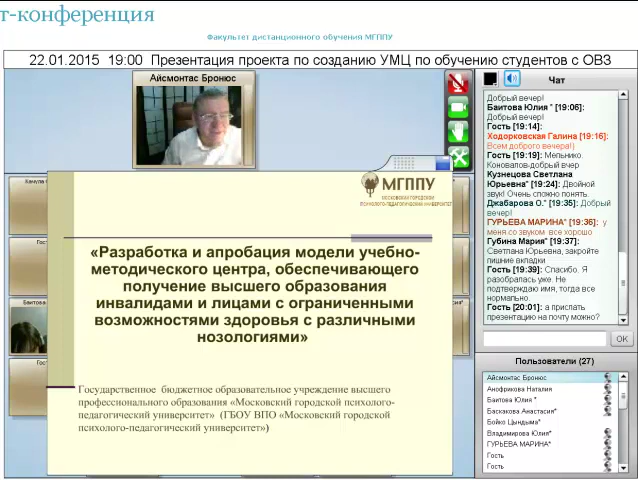 т-конференция
Факультет дистанционного обучения МГППУ
22.01.2015 19:00 Презентация проекта по созданию УМЦ по обучению студентов с ОВЗ
Айсмонтас Бронюс
МГППУ
МОСКОВСКИЙ ГОРОДСКОЙ
ПСИХОЛОГО-ПЕДАГОГИЧЕСКИЙ УНИВЕРСИТЕТ
«Разработка и апробация модели учебно-
методического центра, обеспечивающего
получение высшего образования
инвалидами и лицами с ограниченными
возможностями здоровья с различными
нозологиями»
Государственное бюджетное образовательное учреждение высшего
профессионального образования «Московский городской психолого-
педагогический университет» (ГБОУ ВПО «Московский городской
психолого-педагогический университет»)
Чат
Добрый вечер!
Баитова Юлия * [19:06]:
Добрый вечер!
Гость [19:14]:
Ходорковская Галина [19:16]:
Всем доброго вечера!)
Гость [19:19]: Мельчико.
Коновалов-добрый вчер
Кузнецова Светлана
Юрьевна* [19:24]: Двойной
звук! Очень сложно понять.
Джабарова О.* [19:35]: Добрый
вечер!
ГУРЬЕВА МАРИНА* [19:36]: у
меня со звуком все хорошо
Губина Мария* [19:37]:
Светлана Юрьевна, закройте
лишние вкладки
Гость [19:39]: Спасибо. Я
разобралась уже. Не
подтверждаю имя, тогда все
нормально.
Гость [20:01]: а прислать
презентацию на почту можно?
OK
Пользователи (27)
Айсмонтас Бронюс
Анофрикова Наталия
Баитова Юлия *
Баскакова Анастасия*
Бойко Цындыма*
Владимирова Юлия*
ГУРЬЕВА МАРИНА*
Гость
Гость